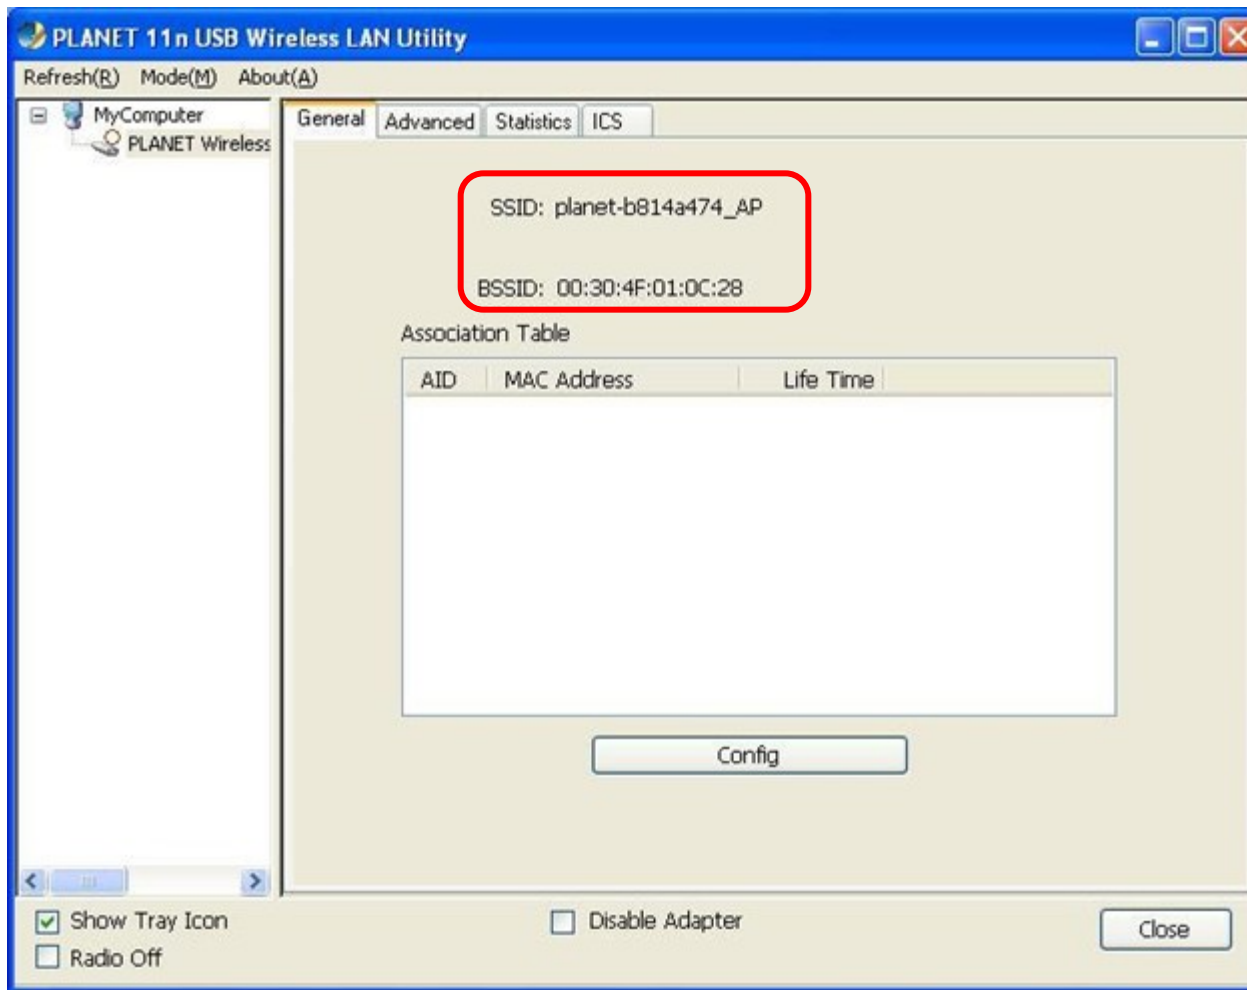 PLANET 11n USB Wireless LAN Utility
Refresh(R) Mode(M) About(A)
MyComputer
PLANET Wireless
General Advanced Statistics ICS
SSID: planet-b814a474_AP
BSSID: 00:30:4F:01:0C:28
Association Table
AID MAC Address Life Time
Config
Show Tray Icon
Disable Adapter
Close
Radio Off